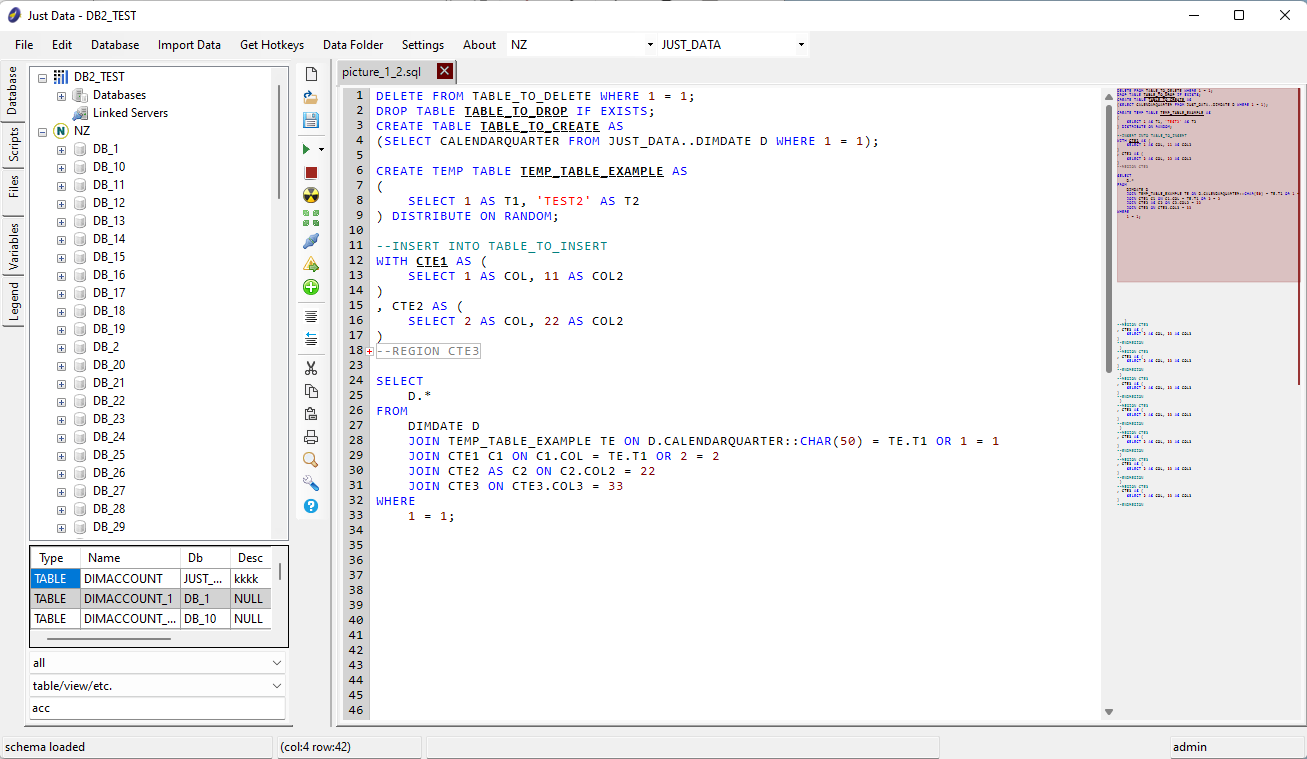 Just Data - DB2_TEST
File Edit Database Import Data Get Hotkeys Data Folder Settings About NZ JUST_DATA
Database
Scripts
Files
Variables
Legend
DB2_TEST
Databases
Linked Servers
N NZ
DB_1
DB_10
DB_11
DB_12
DB_13
DB_14
DB_15
DB_16
DB_17
DB_18
DB_19
DB_2
DB_20
DB_21
DB_22
DB_23
DB_24
DB_25
DB_26
DB_27
DB_28
DB_29
Type Name Db Desc
TABLE DIMACCOUNT JUST_... kkkk
TABLE DIMACCOUNT_1 DB_1 NULL
TABLE DIMACCOUNT_... DB_10 NULL
all
table/view/etc.
acc
picture_1_2.sql
1 DELETE FROM TABLE_TO_DELETE WHERE 1 = 1;
2 DROP TABLE TABLE_TO_DROP IF EXISTS;
3 CREATE TABLE TABLE_TO_CREATE AS
4 (SELECT CALENDARQUARTER FROM JUST_DATA..DIMDATE D WHERE 1 = 1);
5
6 CREATE TEMP TABLE TEMP_TABLE_EXAMPLE AS
7 (
8 SELECT 1 AS T1, 'TEST2' AS T2
9 ) DISTRIBUTE ON RANDOM;
10
11 --INSERT INTO TABLE_TO_INSERT
12 WITH CTE1 AS (
13 SELECT 1 AS COL, 11 AS COL2
14 )
15 , CTE2 AS (
16 SELECT 2 AS COL, 22 AS COL2
17 )
18 --REGION CTE3
23
24 SELECT
25 D.*
26 FROM
27 DIMDATE D
28 JOIN TEMP_TABLE_EXAMPLE TE ON D.CALENDARQUARTER::CHAR(50) = TE.T1 OR 1 = 1
29 JOIN CTE1 C1 ON C1.COL = TE.T1 OR 2 = 2
30 JOIN CTE2 AS C2 ON C2.COL2 = 22
31 JOIN CTE3 ON CTE3.COL3 = 33
32 WHERE
33 1 = 1;
34
35
36
37
38
39
40
41
42
43
44
45
46
schema loaded (col:4 row:42) admin